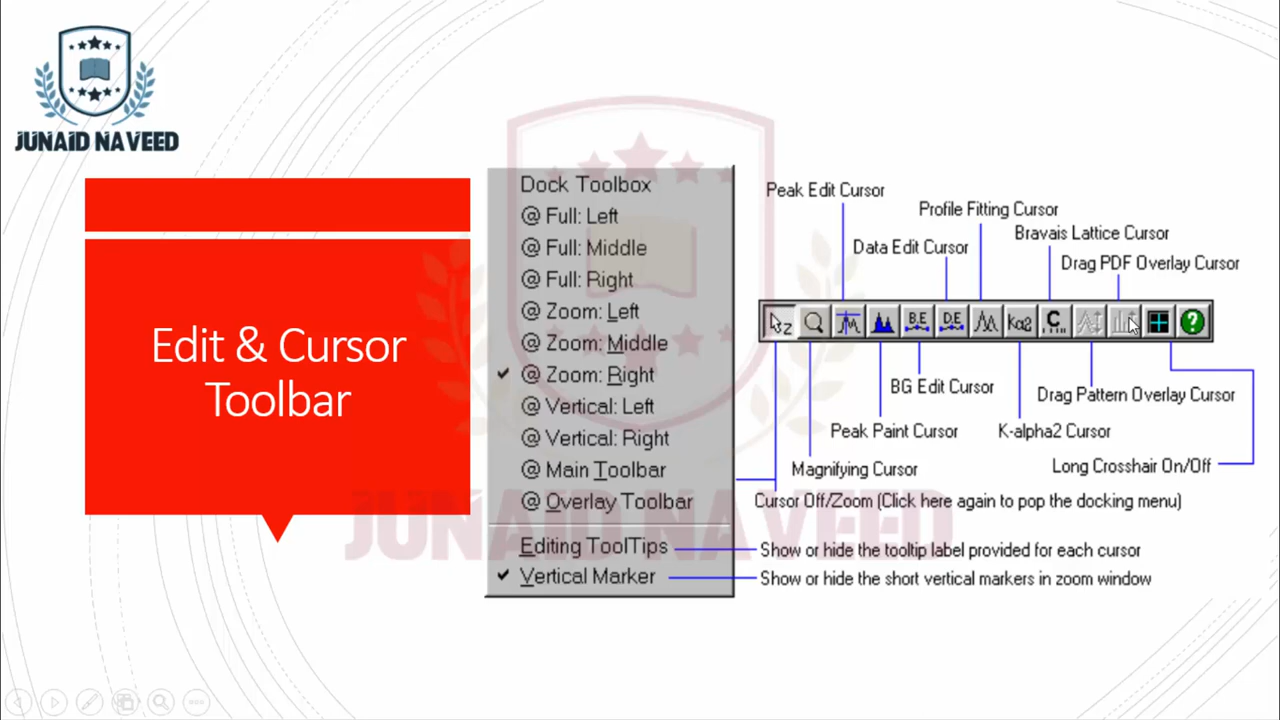 JUNAID NAVEED
Edit & Cursor
Toolbar
Dock Toolbox
@ Full: Left
@ Full: Middle
@ Full: Right
@ Zoom: Left
@ Zoom: Middle
@ Zoom: Right
@ Vertical: Left
@ Vertical: Right
@ Main Toolbar
@ Overlay Toolbar
Editing ToolTips
Vertical Marker
Peak Edit Cursor
Profile Fitting Cursor
Bravais Lattice Cursor
Data Edit Cursor
Drag PDF Overlay Cursor
Z
B.E
D.E
Kα2
C
BG Edit Cursor
Drag Pattern Overlay Cursor
Peak Paint Cursor
K-alpha2 Cursor
Magnifying Cursor
Long Crosshair On/Off
Cursor Off/Zoom (Click here again to pop the docking menu)
Show or hide the tooltip label provided for each cursor
Show or hide the short vertical markers in zoom window
JUNAID NAVEED